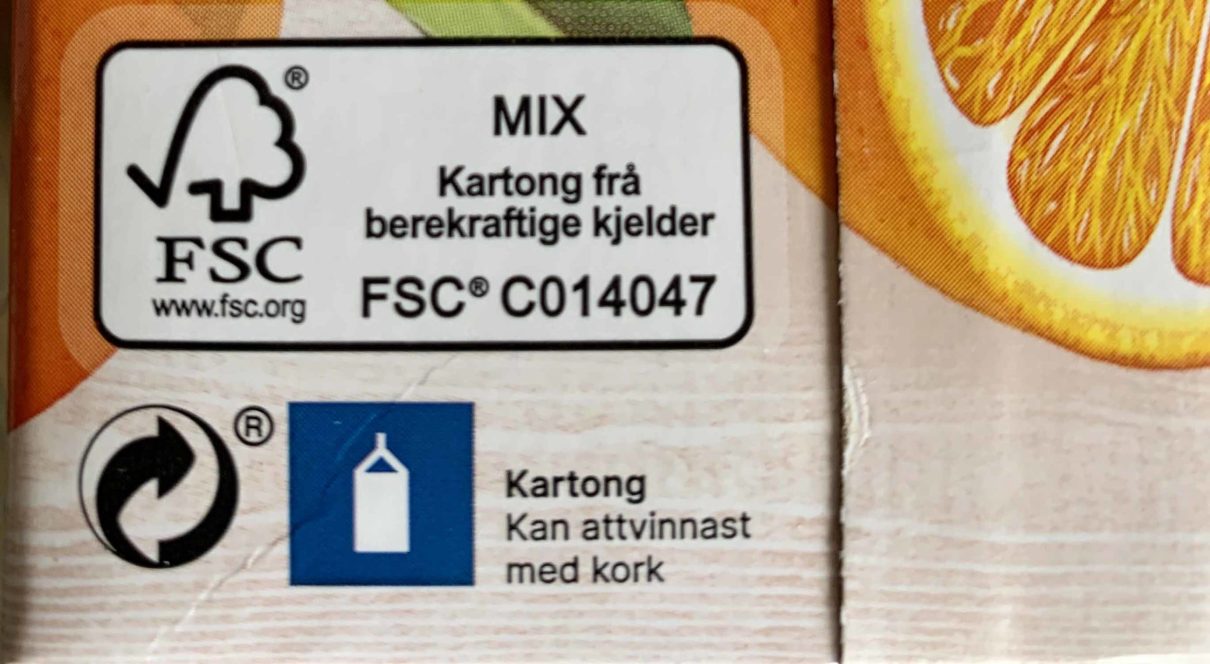 ®
MIX
Kartong frå
berekraftige kjelder
FSC
www.fsc.org
FSC® C014047
®
Kartong
Kan attvinnast
med kork